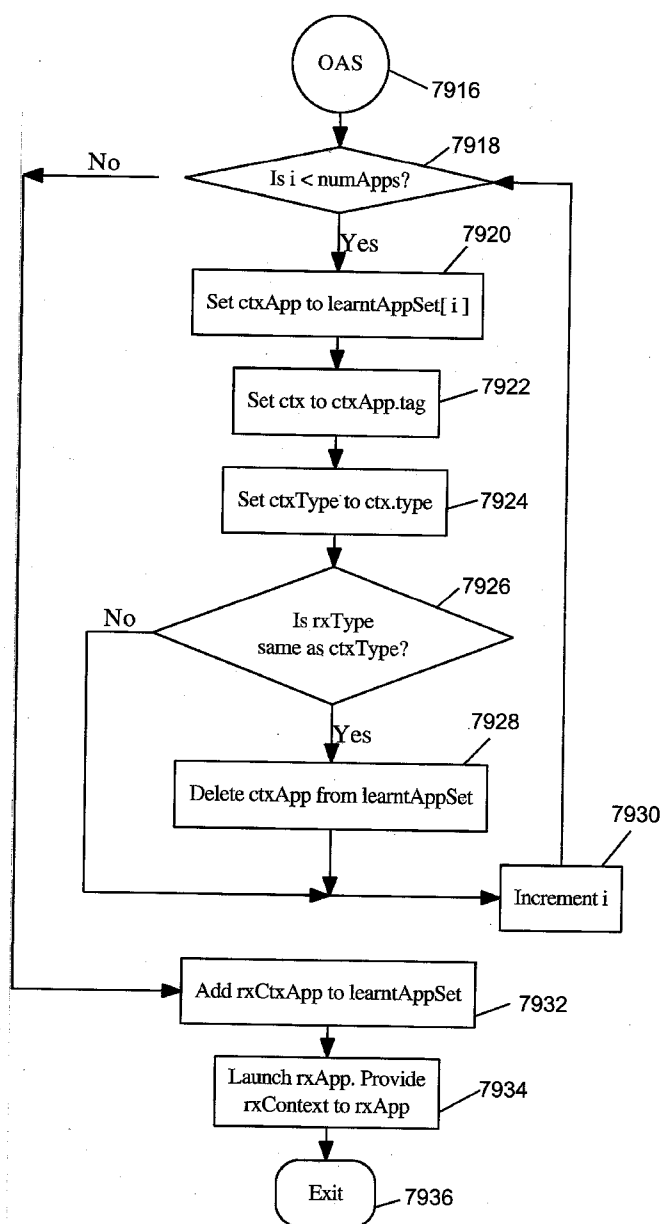 OAS
7916
7918
No
Is i < numApps?
Yes
7920
Set ctxApp to learntAppSet[ i ]
Set ctx to ctxApp.tag
7922
Set ctxType to ctx.type
7924
7926
No
Is rxType
same as ctxType?
Yes
7928
Delete ctxApp from learntAppSet
7930
Increment i
Add rxCtxApp to learntAppSet
7932
Launch rxApp. Provide
rxContext to rxApp
7934
Exit
7936